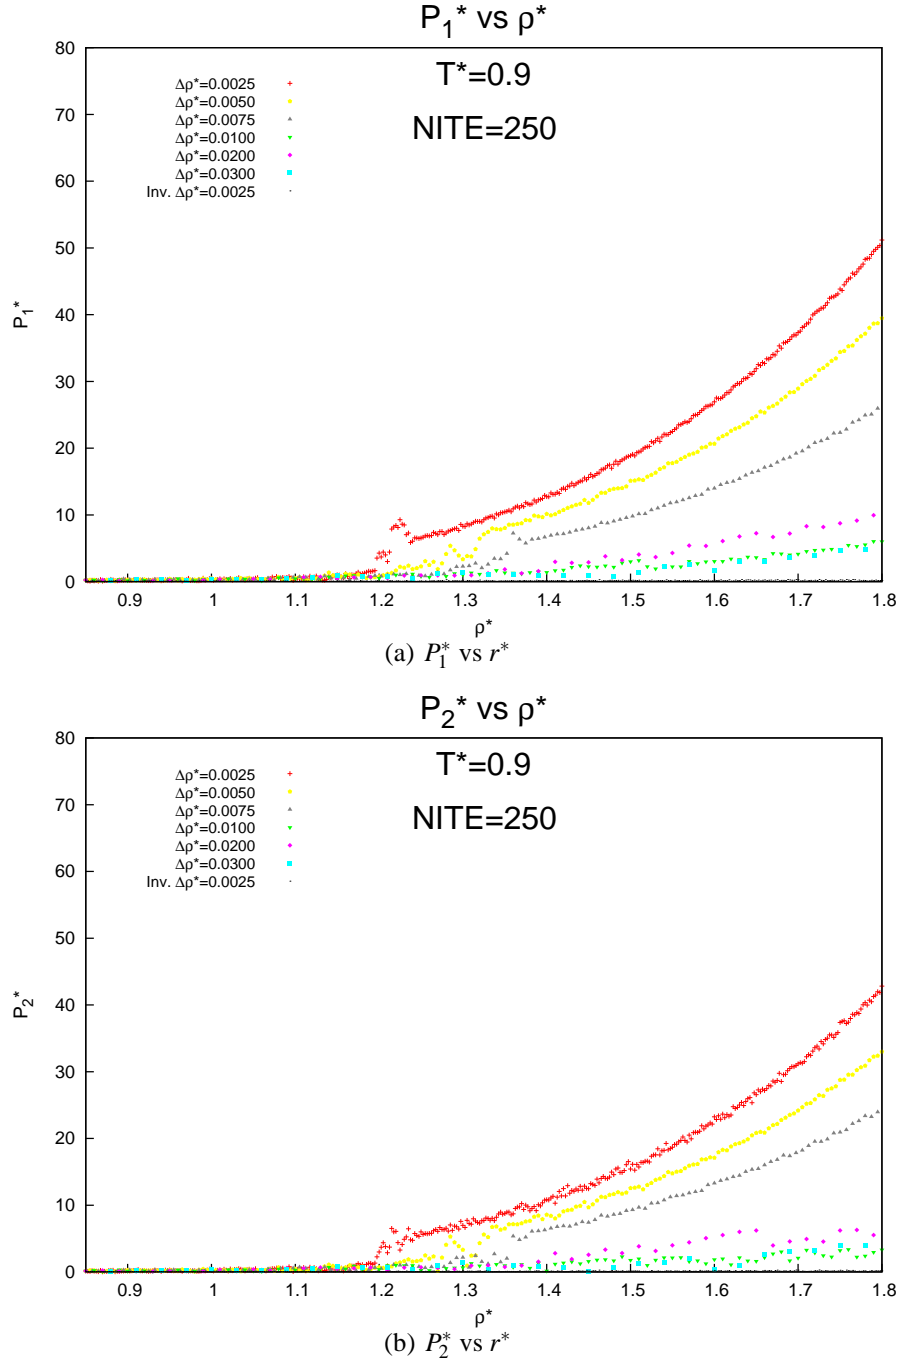 P₁* vs ρ*
80
T*=0.9
Δρ*=0.0025
Δρ*=0.0050
70
Δρ*=0.0075
NITE=250
Δρ*=0.0100
Δρ*=0.0200
60
Δρ*=0.0300
Inv. Δρ*=0.0025
50
40
P₁*
30
20
10
0
0.9 1 1.1 1.2 1.3 1.4 1.5 1.6 1.7 1.8
ρ*
(a) P₁* vs r*
P₂* vs ρ*
80
T*=0.9
Δρ*=0.0025
Δρ*=0.0050
70
Δρ*=0.0075
NITE=250
Δρ*=0.0100
Δρ*=0.0200
60
Δρ*=0.0300
Inv. Δρ*=0.0025
50
40
P₂*
30
20
10
0
0.9 1 1.1 1.2 1.3 1.4 1.5 1.6 1.7 1.8
ρ*
(b) P₂* vs r*